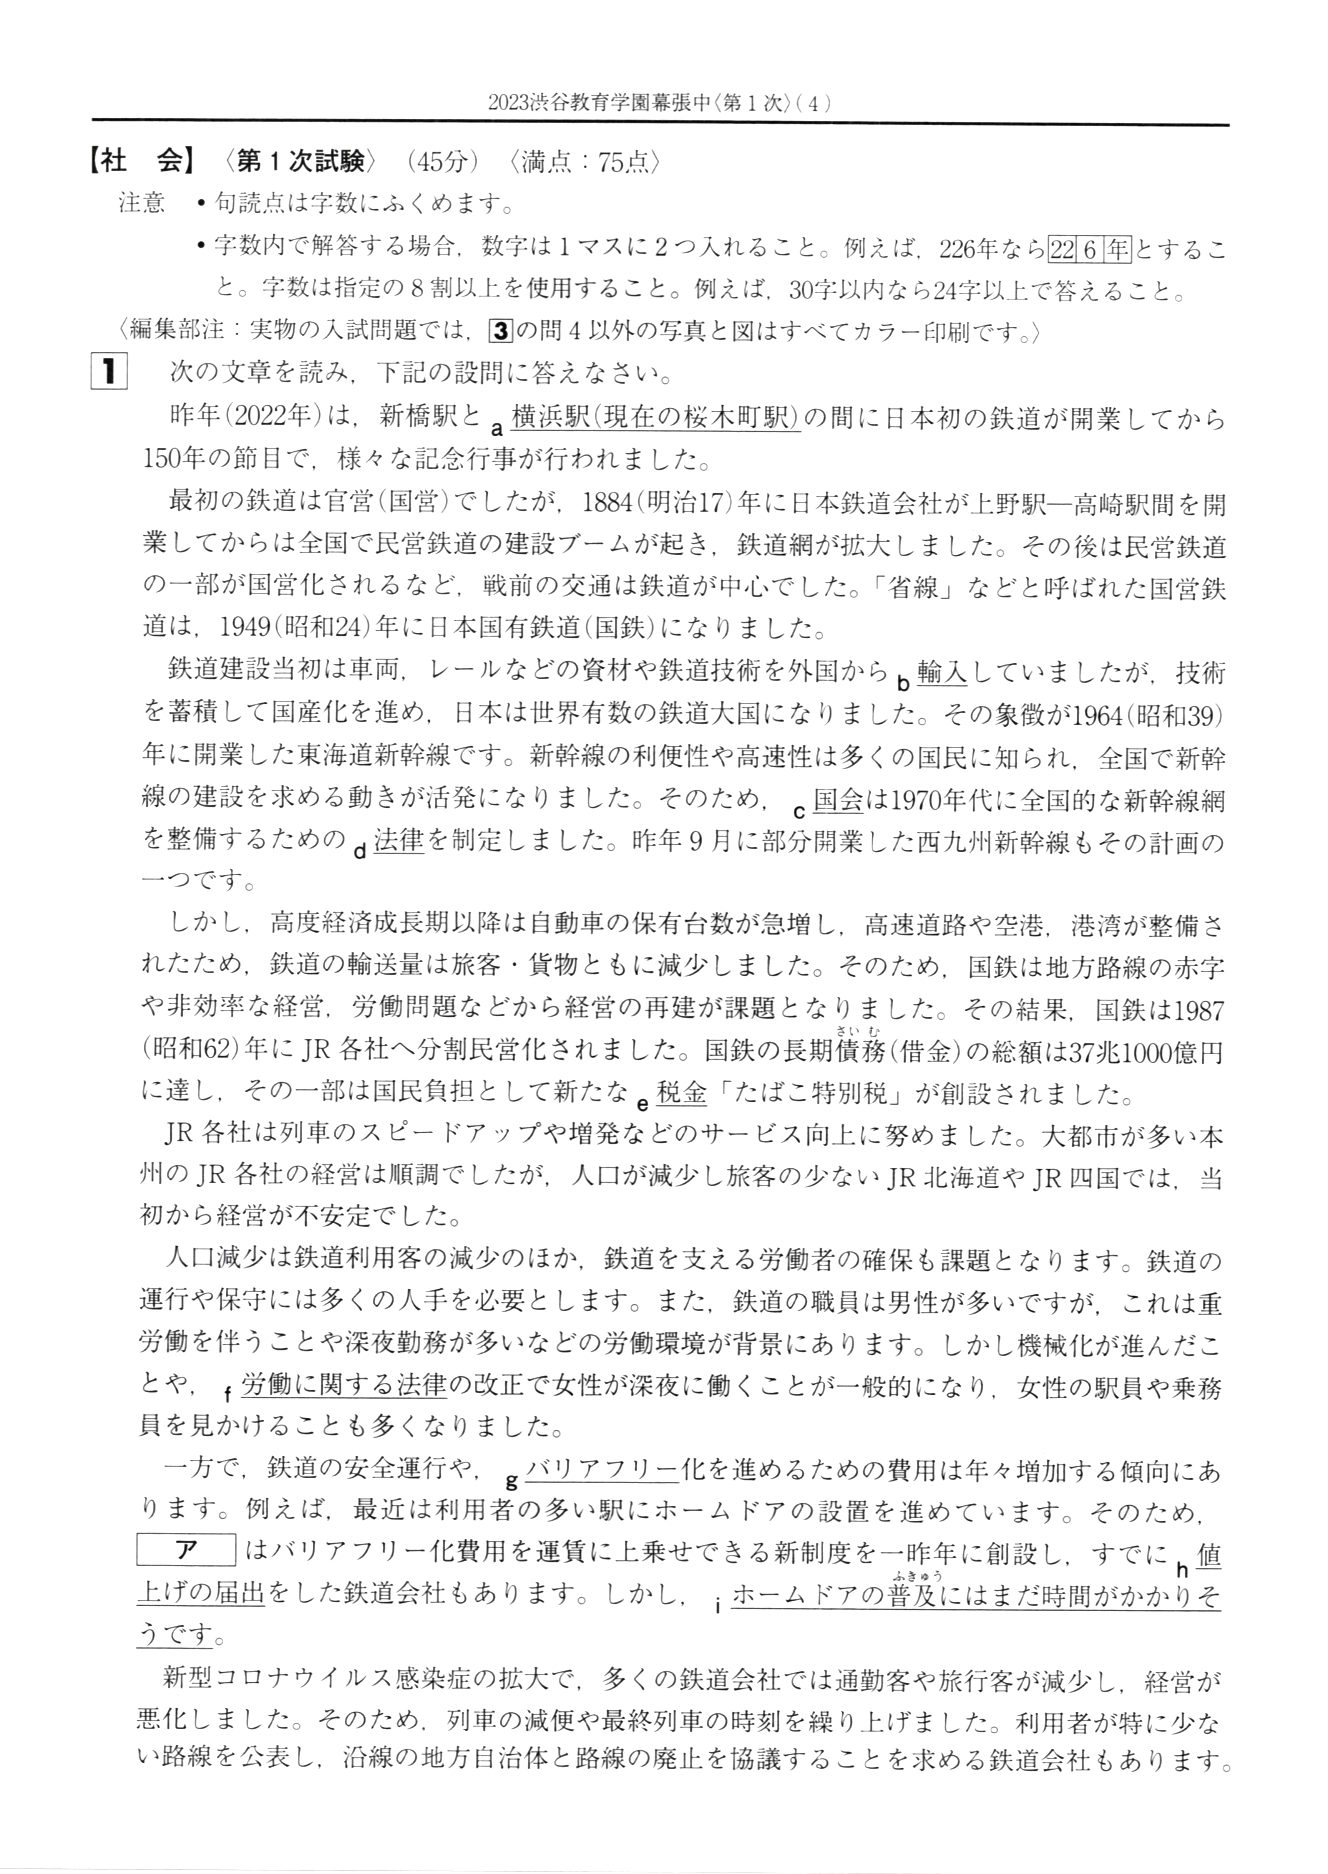 2023渋谷教育学園幕張中〈第1次〉(4)
【社　会】〈第1次試験〉（45分）〈満点：75点〉
注意　・句読点は字数にふくめます。
・字数内で解答する場合，数字は1マスに2つ入れること。例えば，226年なら22 6 年とするこ
と。字数は指定の8割以上を使用すること。例えば，30字以内なら24字以上で答えること。
〈編集部注：実物の入試問題では，3の問4以外の写真と図はすべてカラー印刷です。〉
1　次の文章を読み，下記の設問に答えなさい。
昨年(2022年)は，新橋駅と a 横浜駅(現在の桜木町駅)の間に日本初の鉄道が開業してから
150年の節目で，様々な記念行事が行われました。
最初の鉄道は官営(国営)でしたが，1884(明治17)年に日本鉄道会社が上野駅―高崎駅間を開
業してからは全国で民営鉄道の建設ブームが起き，鉄道網が拡大しました。その後は民営鉄道
の一部が国営化されるなど，戦前の交通は鉄道が中心でした。「省線」などと呼ばれた国営鉄
道は，1949(昭和24)年に日本国有鉄道(国鉄)になりました。
鉄道建設当初は車両，レールなどの資材や鉄道技術を外国から b 輸入していましたが，技術
を蓄積して国産化を進め，日本は世界有数の鉄道大国になりました。その象徴が1964(昭和39)
年に開業した東海道新幹線です。新幹線の利便性や高速性は多くの国民に知られ，全国で新幹
線の建設を求める動きが活発になりました。そのため， c 国会は1970年代に全国的な新幹線網
を整備するための d 法律を制定しました。昨年9月に部分開業した西九州新幹線もその計画の
一つです。
しかし，高度経済成長期以降は自動車の保有台数が急増し，高速道路や空港，港湾が整備さ
れたため，鉄道の輸送量は旅客・貨物ともに減少しました。そのため，国鉄は地方路線の赤字
や非効率な経営，労働問題などから経営の再建が課題となりました。その結果，国鉄は1987
(昭和62)年にJR各社へ分割民営化されました。国鉄の長期債務(借金)の総額は37兆1000億円
に達し，その一部は国民負担として新たな e 税金「たばこ特別税」が創設されました。
JR各社は列車のスピードアップや増発などのサービス向上に努めました。大都市が多い本
州のJR各社の経営は順調でしたが，人口が減少し旅客の少ないJR北海道やJR四国では，当
初から経営が不安定でした。
人口減少は鉄道利用客の減少のほか，鉄道を支える労働者の確保も課題となります。鉄道の
運行や保守には多くの人手を必要とします。また，鉄道の職員は男性が多いですが，これは重
労働を伴うことや深夜勤務が多いなどの労働環境が背景にあります。しかし機械化が進んだこ
とや， f 労働に関する法律の改正で女性が深夜に働くことが一般的になり，女性の駅員や乗務
員を見かけることも多くなりました。
一方で，鉄道の安全運行や， g バリアフリー化を進めるための費用は年々増加する傾向にあ
ります。例えば，最近は利用者の多い駅にホームドアの設置を進めています。そのため，
ア はバリアフリー化費用を運賃に上乗せできる新制度を一昨年に創設し，すでに h 値
上げの届出をした鉄道会社もあります。しかし， i ホームドアの普及にはまだ時間がかかりそ
うです。
新型コロナウイルス感染症の拡大で，多くの鉄道会社では通勤客や旅行客が減少し，経営が
悪化しました。そのため，列車の減便や最終列車の時刻を繰り上げました。利用者が特に少な
い路線を公表し，沿線の地方自治体と路線の廃止を協議することを求める鉄道会社もあります。